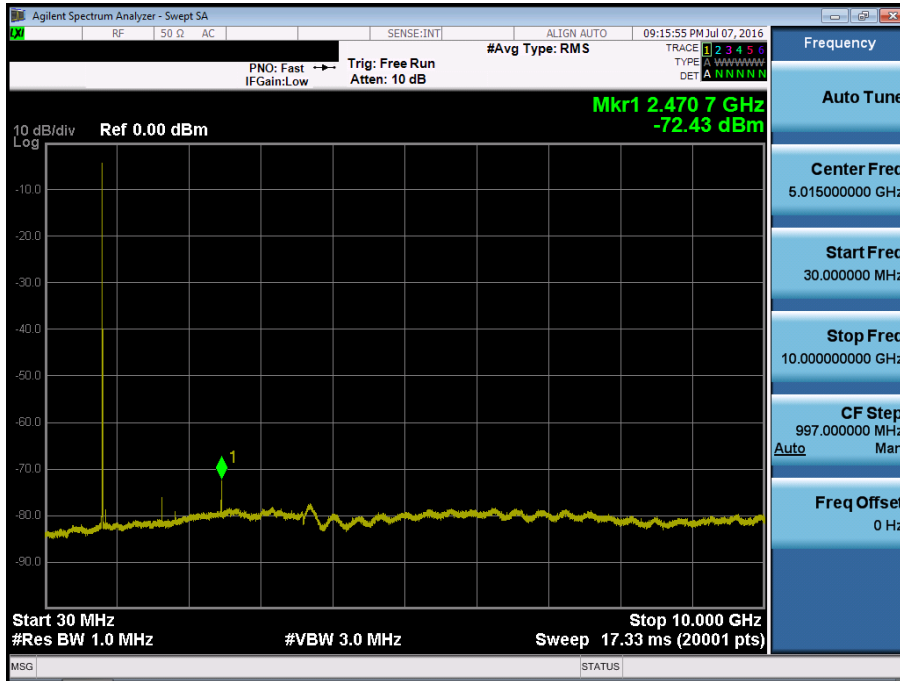 Agilent Spectrum Analyzer - Swept SA
LXI RF 50 Ω AC SENSE:INT ALIGN AUTO 09:15:55 PM Jul 07, 2016
#Avg Type: RMS TRACE 1 2 3 4 5 6
PNO: Fast Trig: Free Run TYPE A WWWWW
IFGain:Low Atten: 10 dB DET A N N N N N
Mkr1 2.470 7 GHz
-72.43 dBm
10 dB/div Ref 0.00 dBm
Log
-10.0
-20.0
-30.0
-40.0
-50.0
-60.0
1
-70.0
-80.0
-90.0
Start 30 MHz Stop 10.000 GHz
#Res BW 1.0 MHz #VBW 3.0 MHz Sweep 17.33 ms (20001 pts)
MSG STATUS
Frequency
Auto Tune
Center Freq
5.015000000 GHz
Start Freq
30.000000 MHz
Stop Freq
10.000000000 GHz
CF Step
997.000000 MHz
Auto Man
Freq Offset
0 Hz